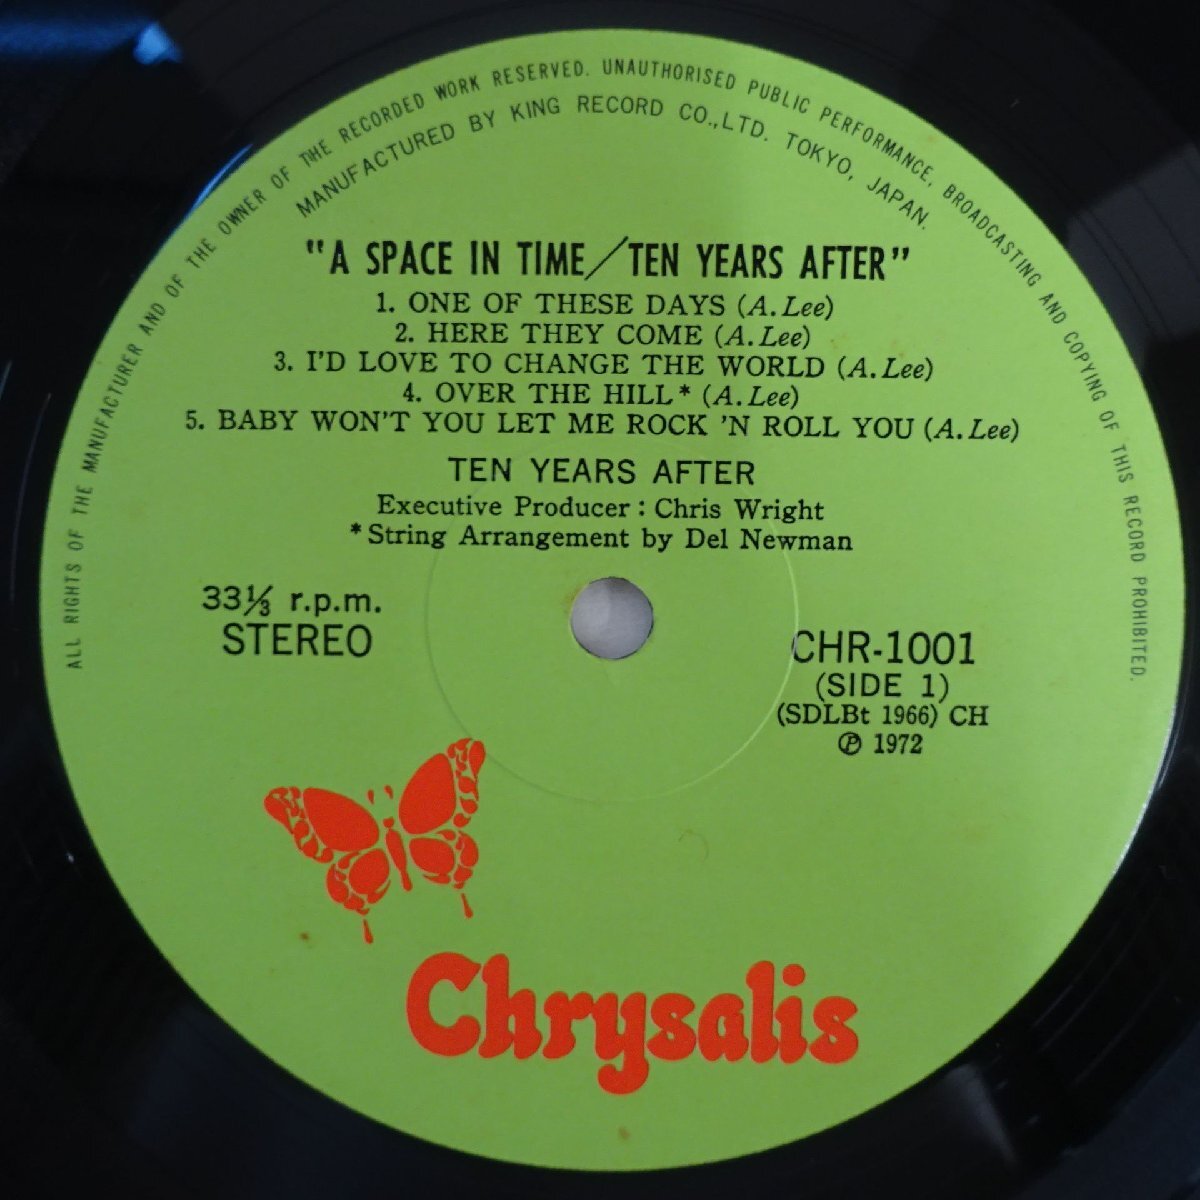 ALL RIGHTS OF THE MANUFACTURER AND OF THE OWNER OF THE RECORDED WORK RESERVED. UNAUTHORISED PUBLIC PERFORMANCE, BROADCASTING AND COPYING OF THIS RECORD PROHIBITED.
MANUFACTURED BY KING RECORD CO.,LTD. TOKYO, JAPAN.
"A SPACE IN TIME/TEN YEARS AFTER"
1. ONE OF THESE DAYS (A. Lee)
2. HERE THEY COME (A. Lee)
3. I'D LOVE TO CHANGE THE WORLD (A. Lee)
4. OVER THE HILL* (A. Lee)
5. BABY WON'T YOU LET ME ROCK 'N ROLL YOU (A. Lee)
TEN YEARS AFTER
Executive Producer : Chris Wright
*String Arrangement by Del Newman
33⅓ r.p.m.
STEREO
CHR-1001
(SIDE 1)
(SDLBt 1966) CH
℗ 1972
Chrysalis